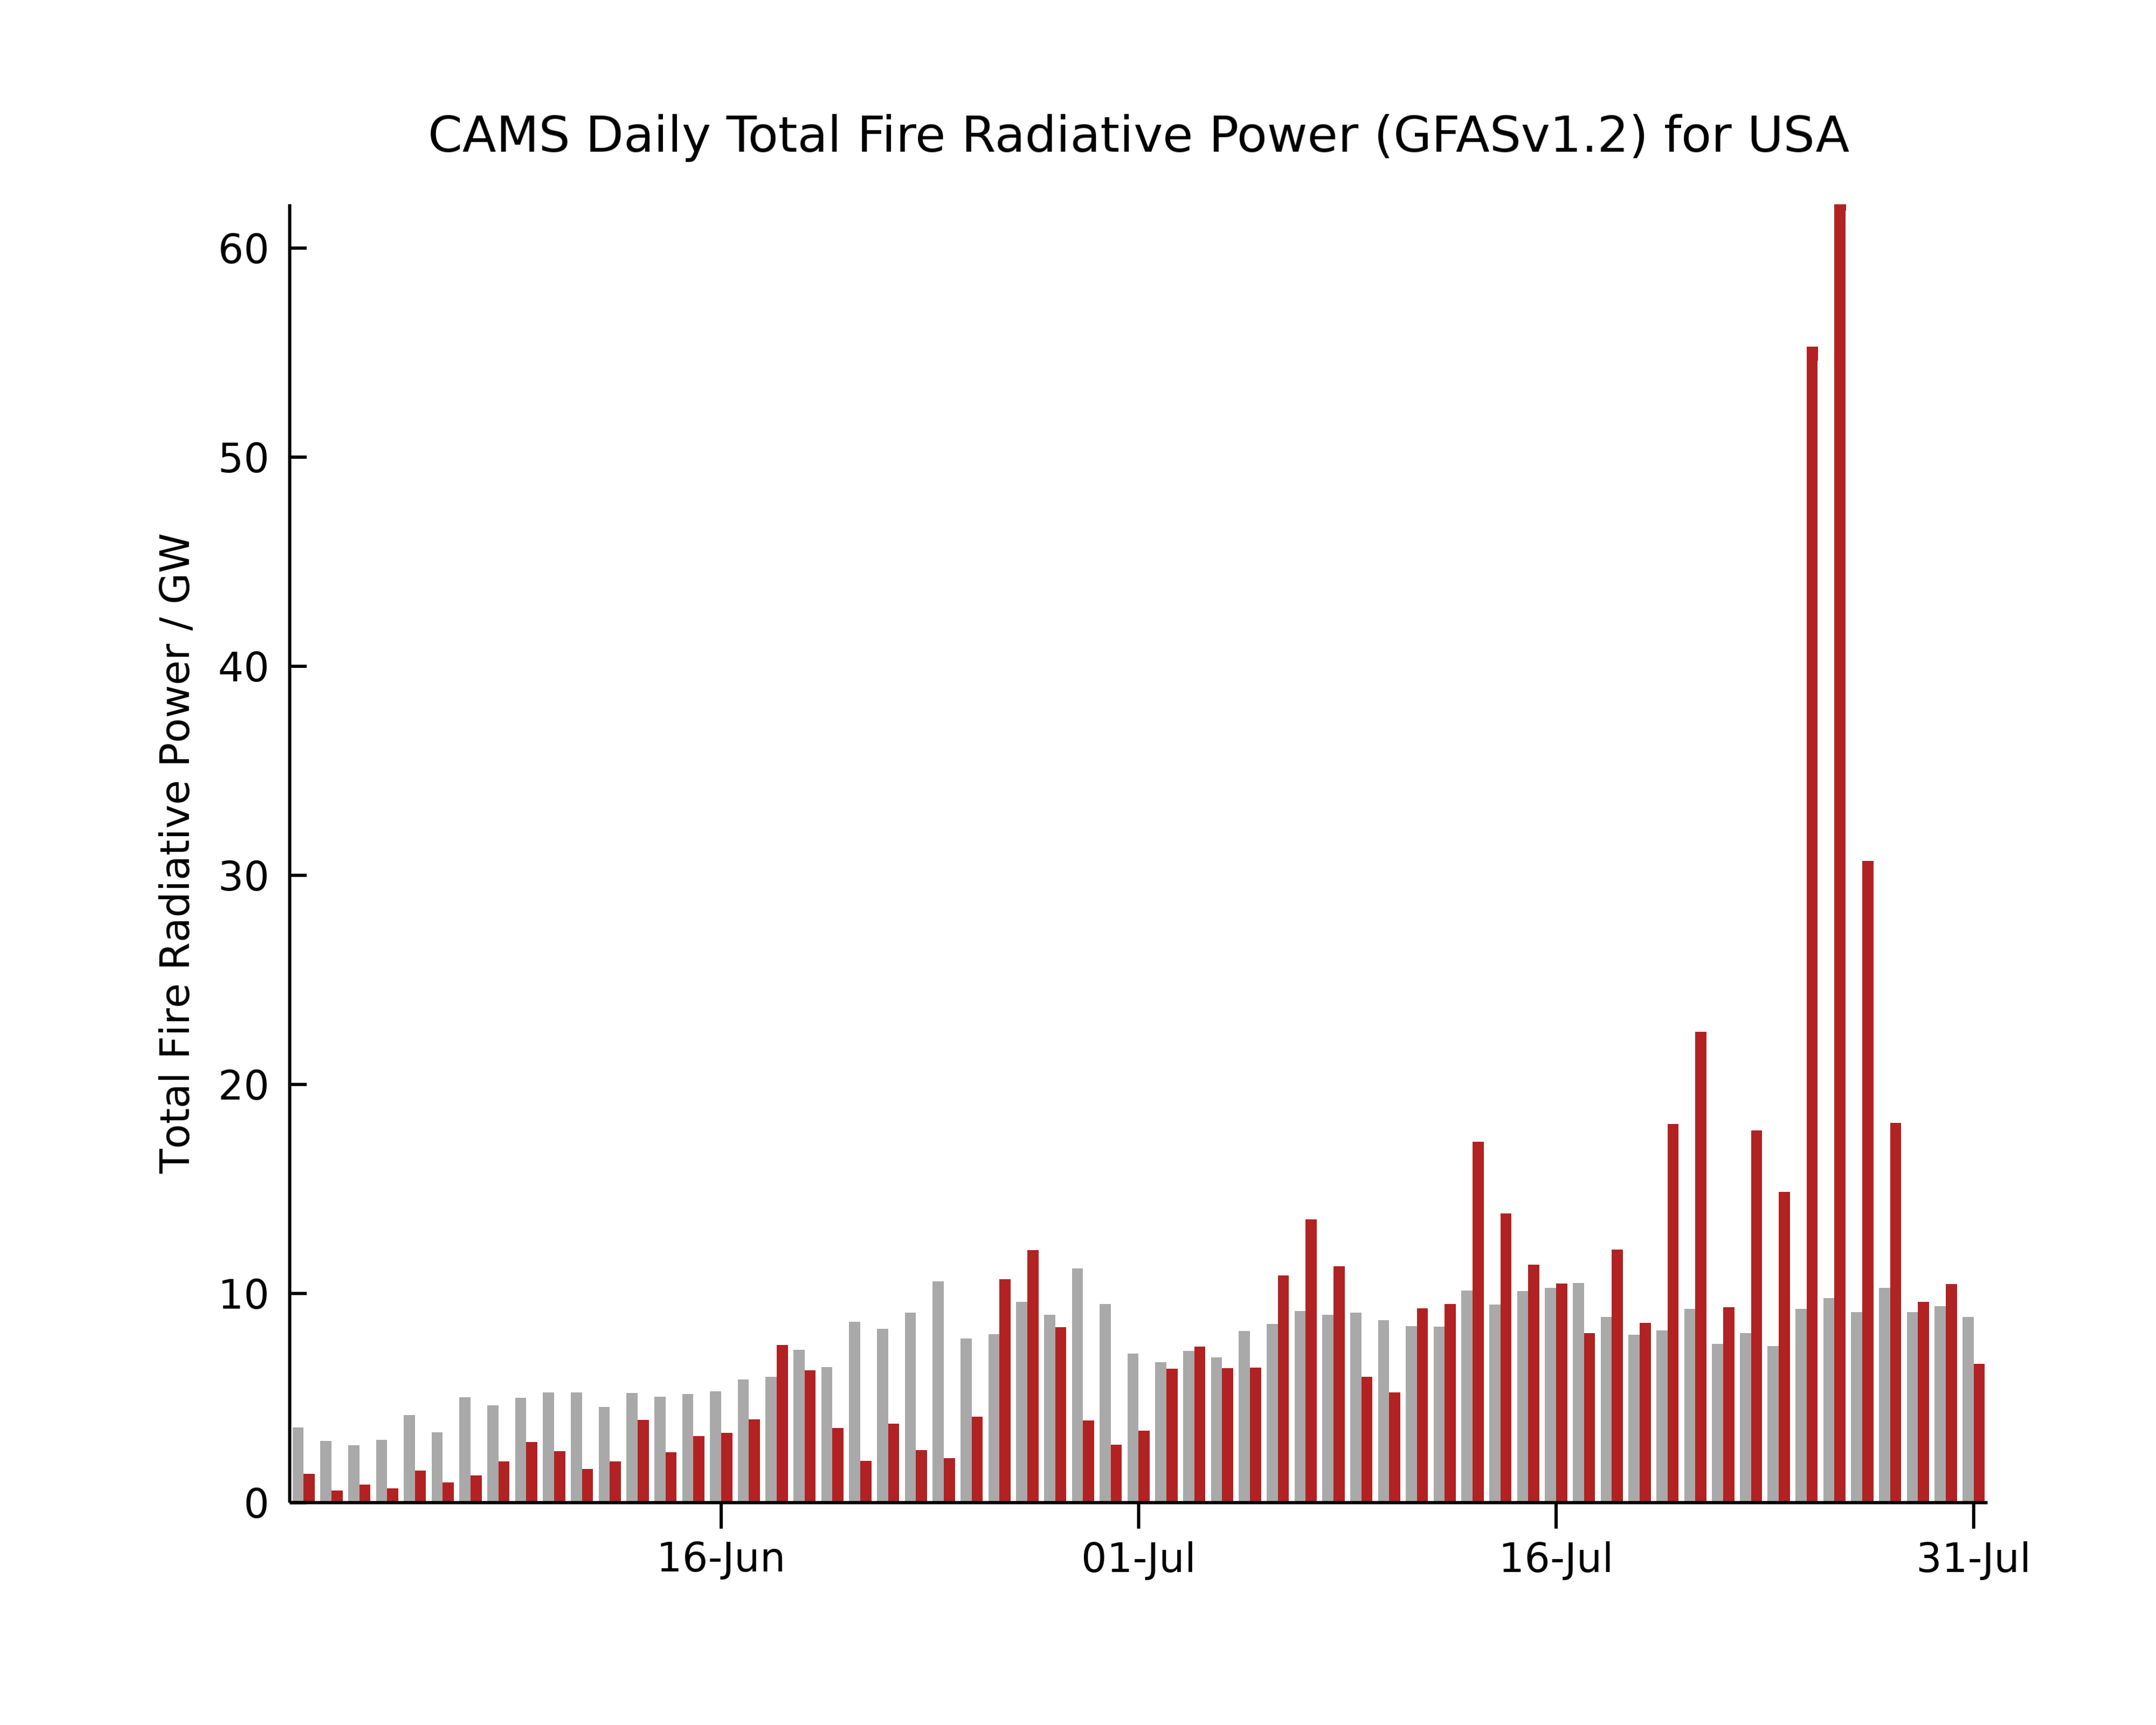 CAMS Daily Total Fire Radiative Power (GFASv1.2) for USA
Total Fire Radiative Power / GW
60
50
40
30
20
10
0
16-Jun
01-Jul
16-Jul
31-Jul